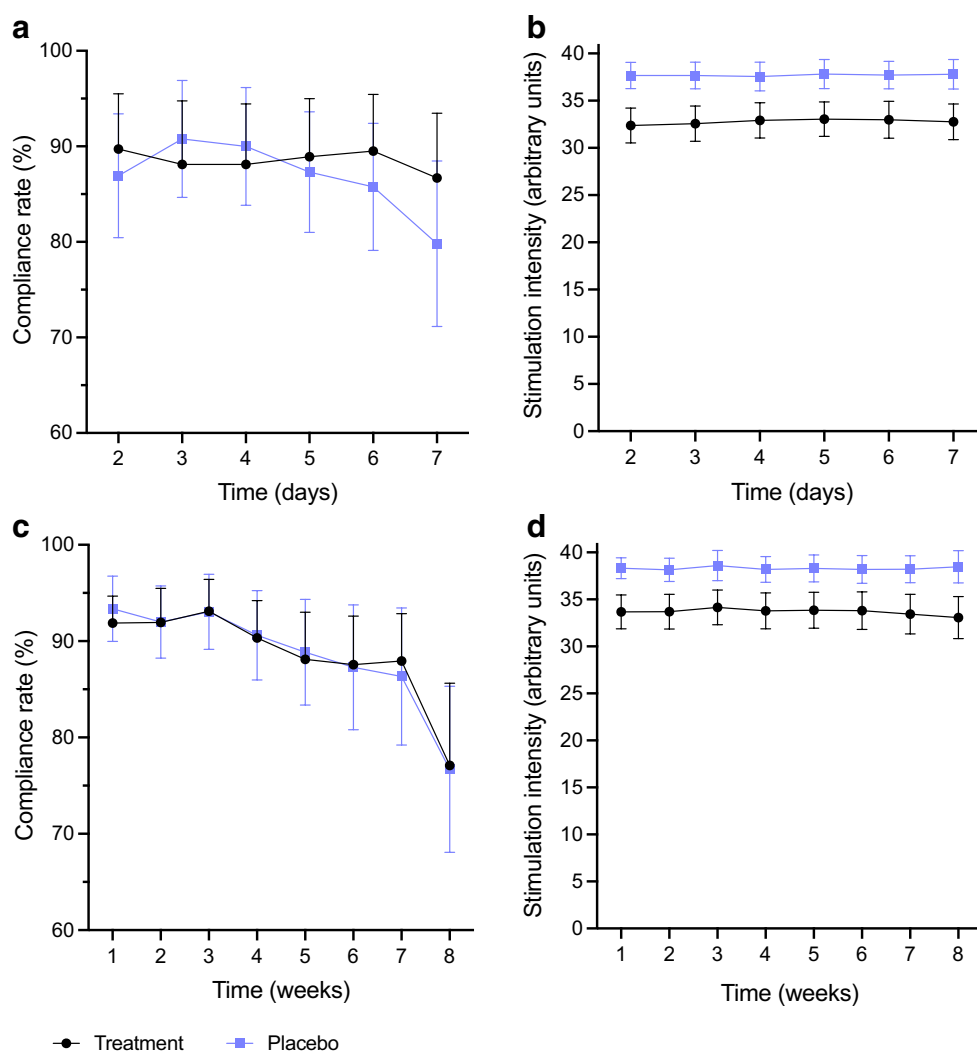 a
Compliance rate (%)
100
90
80
70
60
2 3 4 5 6 7
Time (days)
b
Stimulation intensity (arbitrary units)
40
35
30
25
20
15
10
5
0
2 3 4 5 6 7
Time (days)
c
Compliance rate (%)
100
90
80
70
60
1 2 3 4 5 6 7 8
Time (weeks)
d
Stimulation intensity (arbitrary units)
40
35
30
25
20
15
10
5
0
1 2 3 4 5 6 7 8
Time (weeks)
Treatment Placebo